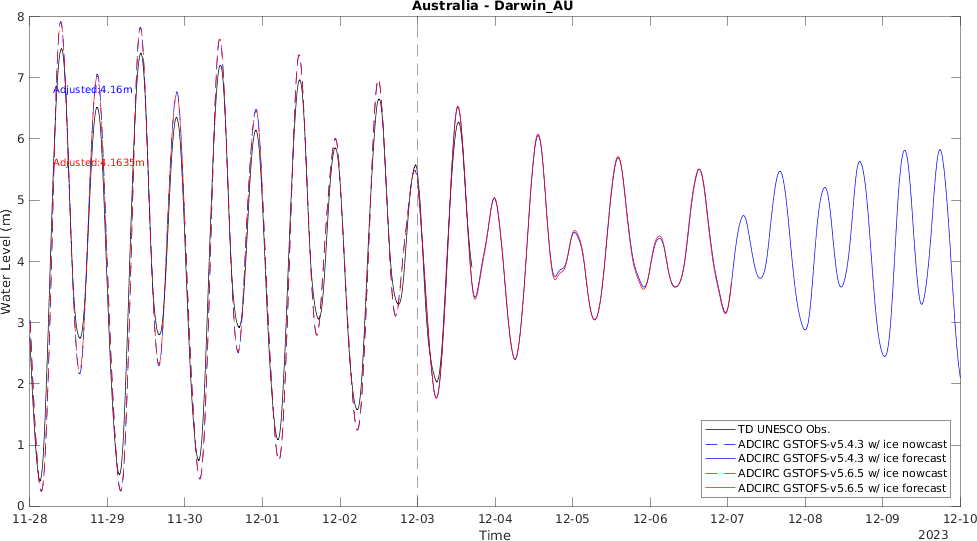 Australia - Darwin_AU
8
7
6
5
4
3
2
1
0
Water Level (m)
Adjusted:4.16m
Adjusted:4.1635m
TD UNESCO Obs.
ADCIRC GSTOFS-v5.4.3 w/ ice nowcast
ADCIRC GSTOFS-v5.4.3 w/ ice forecast
ADCIRC GSTOFS-v5.6.5 w/ ice nowcast
ADCIRC GSTOFS-v5.6.5 w/ ice forecast
11-28 11-29 11-30 12-01 12-02 12-03 12-04 12-05 12-06 12-07 12-08 12-09 12-10
Time
2023